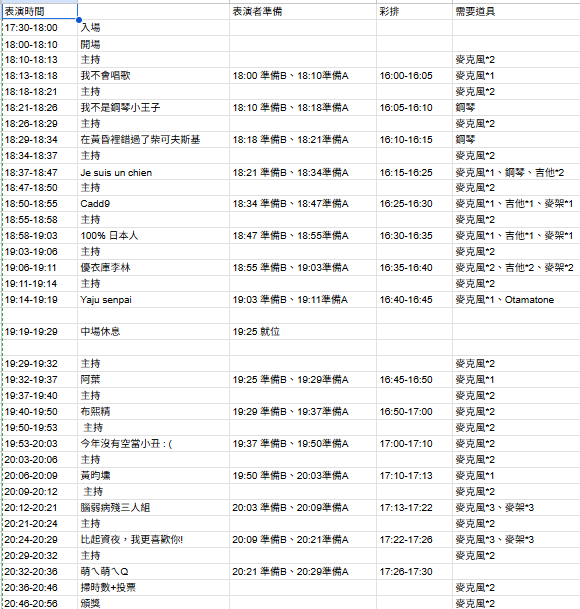 表演時間 表演者準備 彩排 需要道具
17:30-18:00 入場
18:00-18:10 開場
18:10-18:13 主持 麥克風*2
18:13-18:18 我不會唱歌 18:00 準備B、18:10準備A 16:00-16:05 麥克風*1
18:18-18:21 主持 麥克風*2
18:21-18:26 我不是鋼琴小王子 18:10 準備B、18:18準備A 16:05-16:10 鋼琴
18:26-18:29 主持 麥克風*2
18:29-18:34 在黃昏裡錯過了柴可夫斯基 18:18 準備B、18:21準備A 16:10-16:15 鋼琴
18:34-18:37 主持 麥克風*2
18:37-18:47 Je suis un chien 18:21 準備B、18:34準備A 16:15-16:25 麥克風*1、鋼琴、吉他*2
18:47-18:50 主持 麥克風*2
18:50-18:55 Cadd9 18:34 準備B、18:47準備A 16:25-16:30 麥克風*1、吉他*1、麥架*1
18:55-18:58 主持 麥克風*2
18:58-19:03 100% 日本人 18:47 準備B、18:55準備A 16:30-16:35 麥克風*1、吉他*1、麥架*1
19:03-19:06 主持 麥克風*2
19:06-19:11 優衣庫李林 18:55 準備B、19:03準備A 16:35-16:40 麥克風*2、吉他*2、麥架*2
19:11-19:14 主持 麥克風*2
19:14-19:19 Yaju senpai 19:03 準備B、19:11準備A 16:40-16:45 麥克風*1、Otamatone
19:19-19:29 中場休息 19:25 就位
19:29-19:32 主持 麥克風*2
19:32-19:37 阿葉 19:25 準備B、19:29準備A 16:45-16:50 麥克風*1
19:37-19:40 主持 麥克風*2
19:40-19:50 布熙精 19:29 準備B、19:37準備A 16:50-17:00 麥克風*2
19:50-19:53 主持 麥克風*2
19:53-20:03 今年沒有空當小丑 : ( 19:37 準備B、19:50準備A 17:00-17:10 麥克風*2
20:03-20:06 主持 麥克風*2
20:06-20:09 黃昀壎 19:50 準備B、20:03準備A 17:10-17:13 麥克風*1
20:09-20:12 主持 麥克風*2
20:12-20:21 腦弱病殘三人組 20:03 準備B、20:09準備A 17:13-17:22 麥克風*3、麥架*3
20:21-20:24 主持 麥克風*2
20:24-20:29 比起資夜，我更喜歡你! 20:09 準備B、20:21準備A 17:22-17:26 麥克風*3、麥架*3
20:29-20:32 主持 麥克風*2
20:32-20:36 萌ㄟ萌ㄟQ 20:21 準備B、20:29準備A 17:26-17:30
20:36-20:46 掃時數+投票 麥克風*2
20:46-20:56 頒獎 麥克風*2